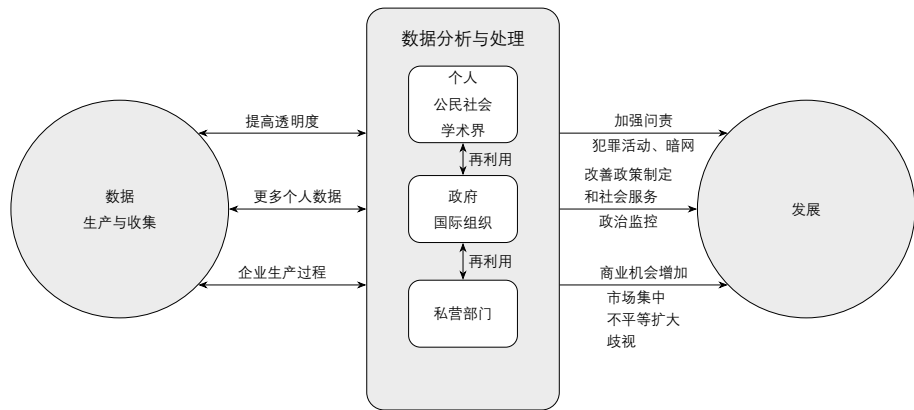 数据分析与处理
个人
公民社会
学术界
提高透明度
加强问责
犯罪活动、暗网
再利用
改善政策制定
和社会服务
数据
生产与收集
更多个人数据
政府
国际组织
政治监控
发展
再利用
企业生产过程
商业机会增加
私营部门
市场集中
不平等扩大
歧视